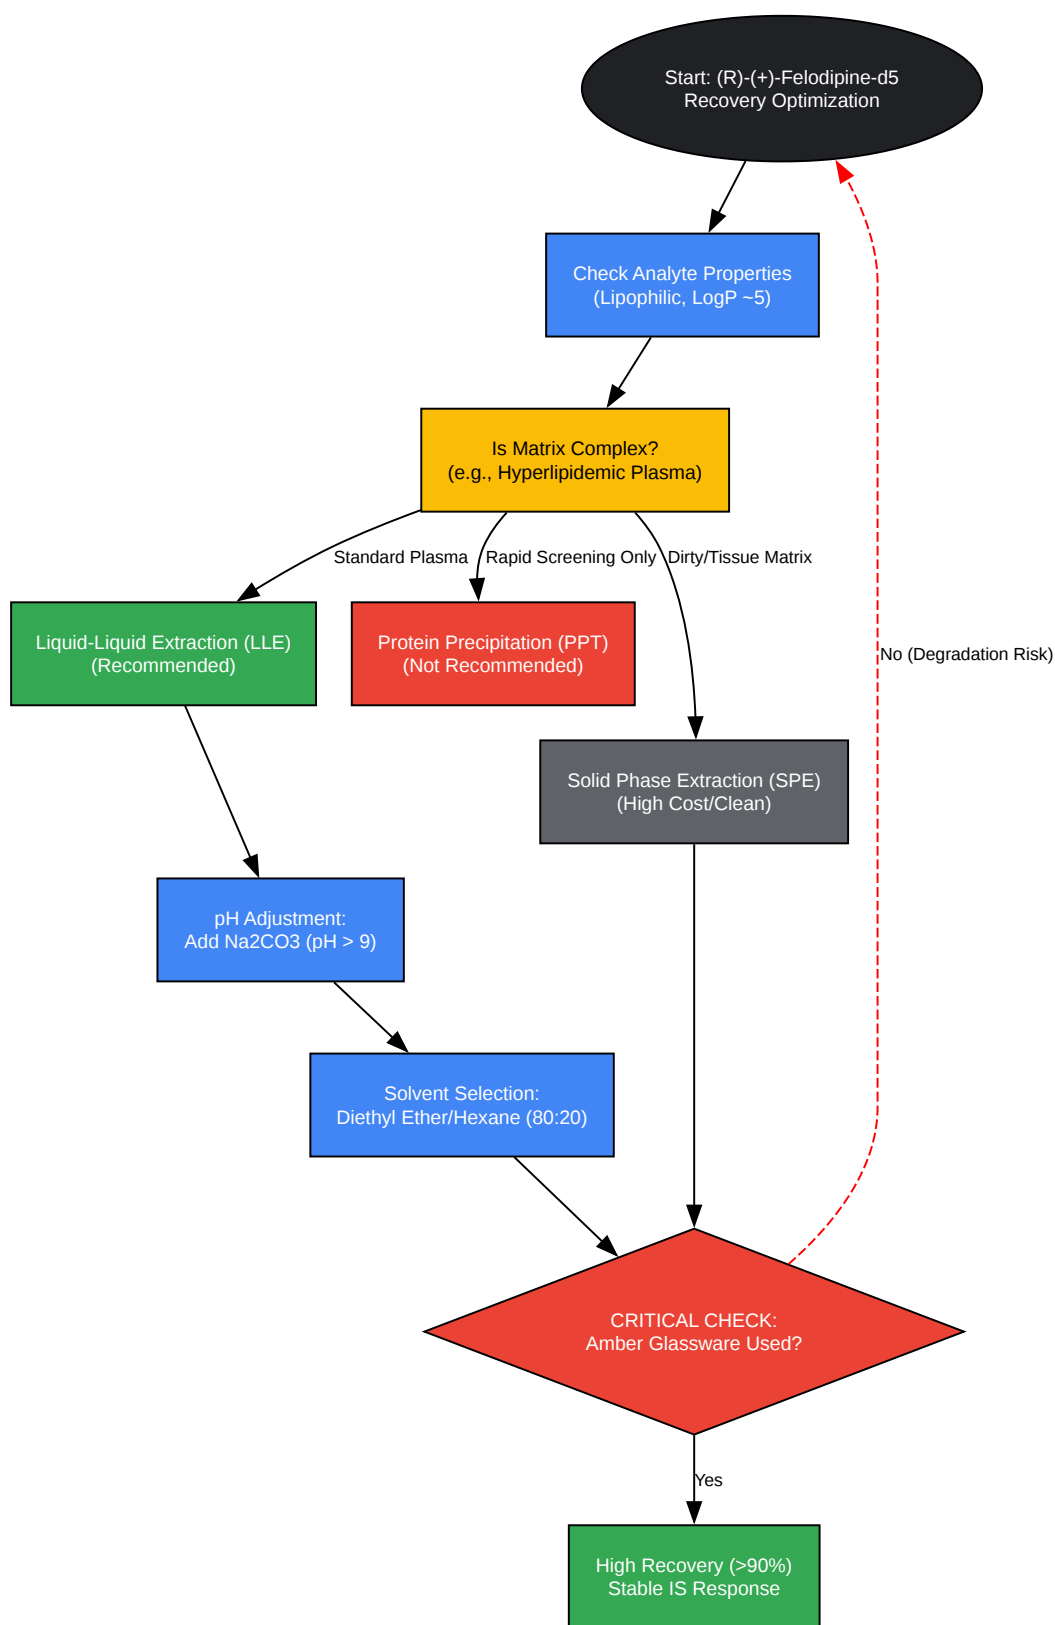 Start: (R)-(+)-Felodipine-d5
Recovery Optimization
Check Analyte Properties
(Lipophilic, LogP ~5)
Is Matrix Complex?
(e.g., Hyperlipidemic Plasma)
Standard Plasma
Rapid Screening Only
Dirty/Tissue Matrix
Liquid-Liquid Extraction (LLE)
(Recommended)
Protein Precipitation (PPT)
(Not Recommended)
No (Degradation Risk)
Solid Phase Extraction (SPE)
(High Cost/Clean)
pH Adjustment:
Add Na2CO3 (pH > 9)
Solvent Selection:
Diethyl Ether/Hexane (80:20)
CRITICAL CHECK:
Amber Glassware Used?
Yes
High Recovery (>90%)
Stable IS Response